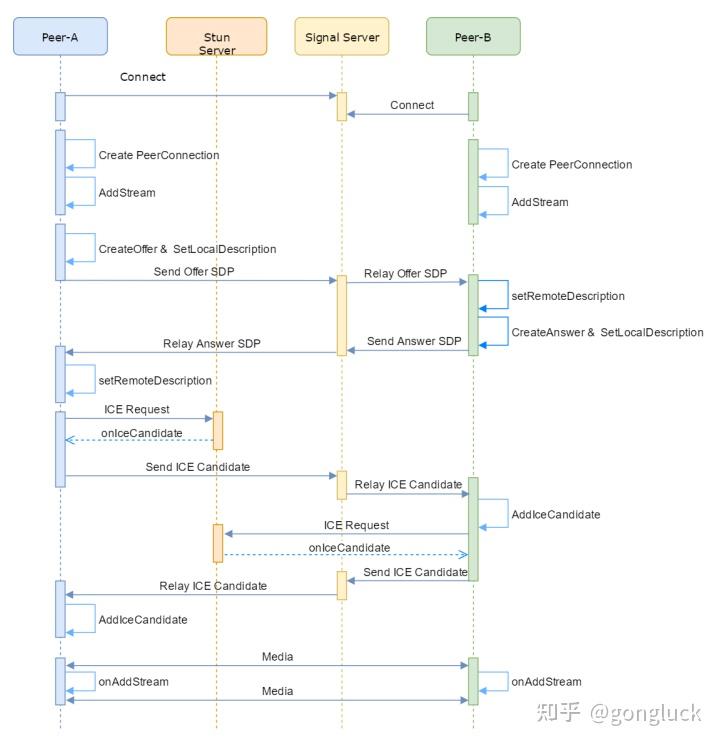 Peer-A
Stun
Server
Signal Server
Peer-B
Connect
Connect
Create PeerConnection
Create PeerConnection
AddStream
AddStream
CreateOffer & SetLocalDescription
Send Offer SDP
Relay Offer SDP
setRemoteDescription
CreateAnswer & SetLocalDescription
Send Answer SDP
Relay Answer SDP
setRemoteDescription
ICE Request
onIceCandidate
Send ICE Candidate
Relay ICE Candidate
AddIceCandidate
ICE Request
onIceCandidate
Send ICE Candidate
Relay ICE Candidate
AddIceCandidate
Media
onAddStream
onAddStream
Media
知乎 @gongluck